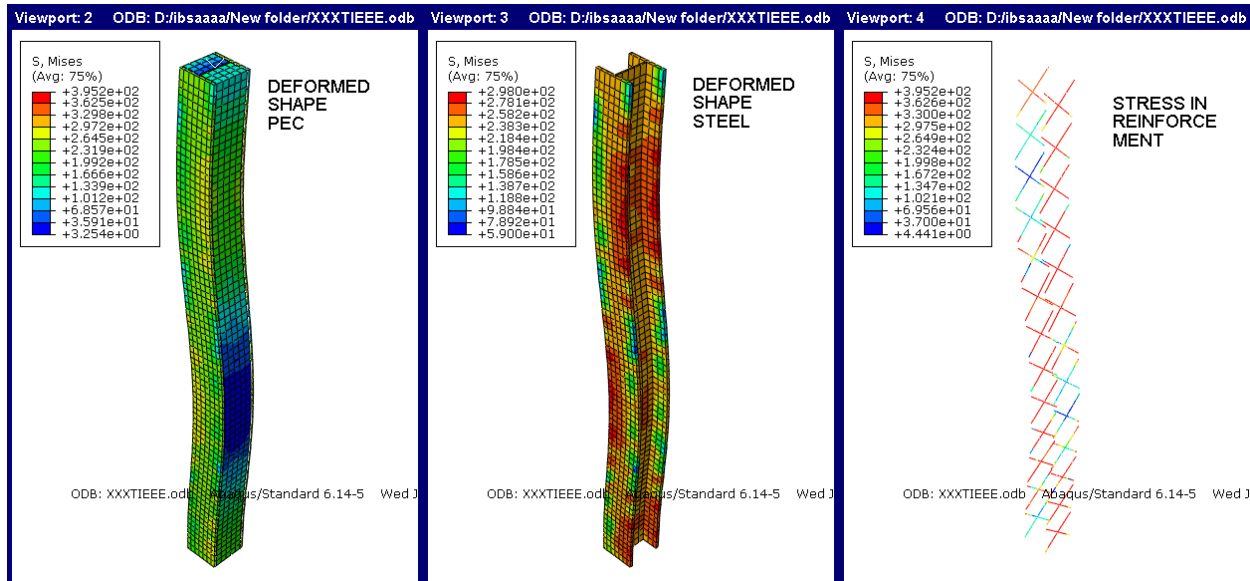 Viewport: 2 ODB: D:/ibsaaaa/New folder/XXXTIEEE.odb
S, Mises
(Avg: 75%)
+3.952e+02
+3.625e+02
+3.298e+02
+2.972e+02
+2.645e+02
+2.319e+02
+1.992e+02
+1.666e+02
+1.339e+02
+1.012e+02
+6.857e+01
+3.591e+01
+3.254e+00
DEFORMED
SHAPE
PEC
ODB: XXXTIEEE.odb Abaqus/Standard 6.14-5 Wed J
Viewport: 3 ODB: D:/ibsaaaa/New folder/XXXTIEEE.odb
S, Mises
(Avg: 75%)
+2.980e+02
+2.781e+02
+2.582e+02
+2.383e+02
+2.184e+02
+1.984e+02
+1.785e+02
+1.586e+02
+1.387e+02
+1.188e+02
+9.884e+01
+7.892e+01
+5.900e+01
DEFORMED
SHAPE
STEEL
ODB: XXXTIEEE.odb Abaqus/Standard 6.14-5 Wed J
Viewport: 4 ODB: D:/ibsaaaa/New folder/XXXTIEEE.odb
S, Mises
(Avg: 75%)
+3.952e+02
+3.626e+02
+3.300e+02
+2.975e+02
+2.649e+02
+2.324e+02
+1.998e+02
+1.672e+02
+1.347e+02
+1.021e+02
+6.956e+01
+3.700e+01
+4.441e+00
STRESS IN
REINFORCE
MENT
ODB: XXXTIEEE.odb Abaqus/Standard 6.14-5 Wed J